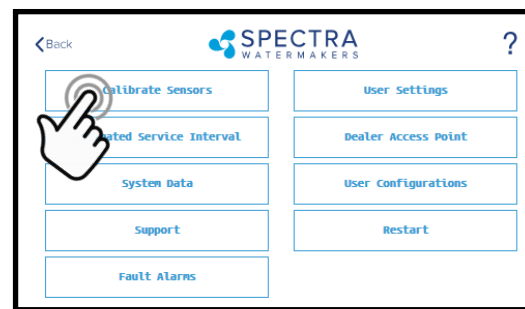 Back
SPECTRA
WATERMAKERS
?
Calibrate Sensors
User Settings
Service Interval
Dealer Access Point
System Data
User Configurations
Support
Restart
Fault Alarms